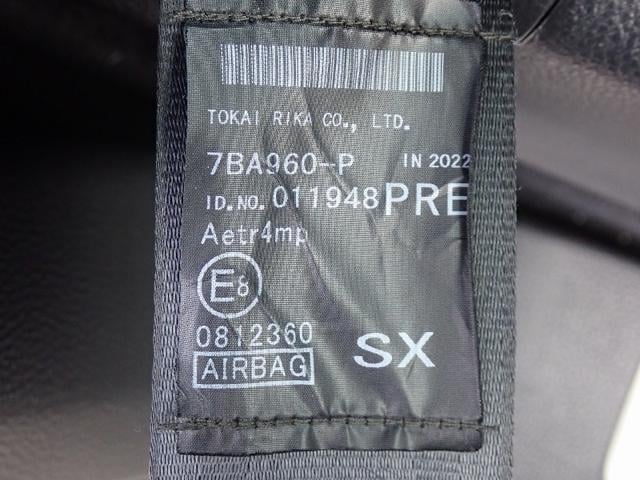 TOKAI RIKA CO., LTD.
7BA960-P IN 2022
ID.NO. 011948 PRE
Aetr4mp
E8
0812360
AIRBAG SX